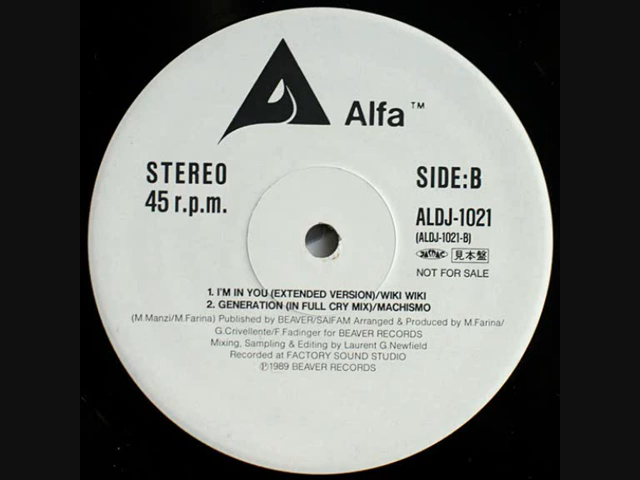 Alfa™
STEREO
45 r.p.m.
SIDE:B
ALDJ-1021
(ALDJ-1021-B)
JASRAC 見本盤
NOT FOR SALE
1. I'M IN YOU (EXTENDED VERSION)/WIKI WIKI
2. GENERATION (IN FULL CRY MIX)/MACHISMO
(M.Manzi/M.Farina) Published by BEAVER/SAIFAM Arranged & Produced by M.Farina/
G.Crivellente/F.Fadinger for BEAVER RECORDS
Mixing, Sampling & Editing by Laurent G.Newfield
Recorded at FACTORY SOUND STUDIO
Ⓟ1989 BEAVER RECORDS